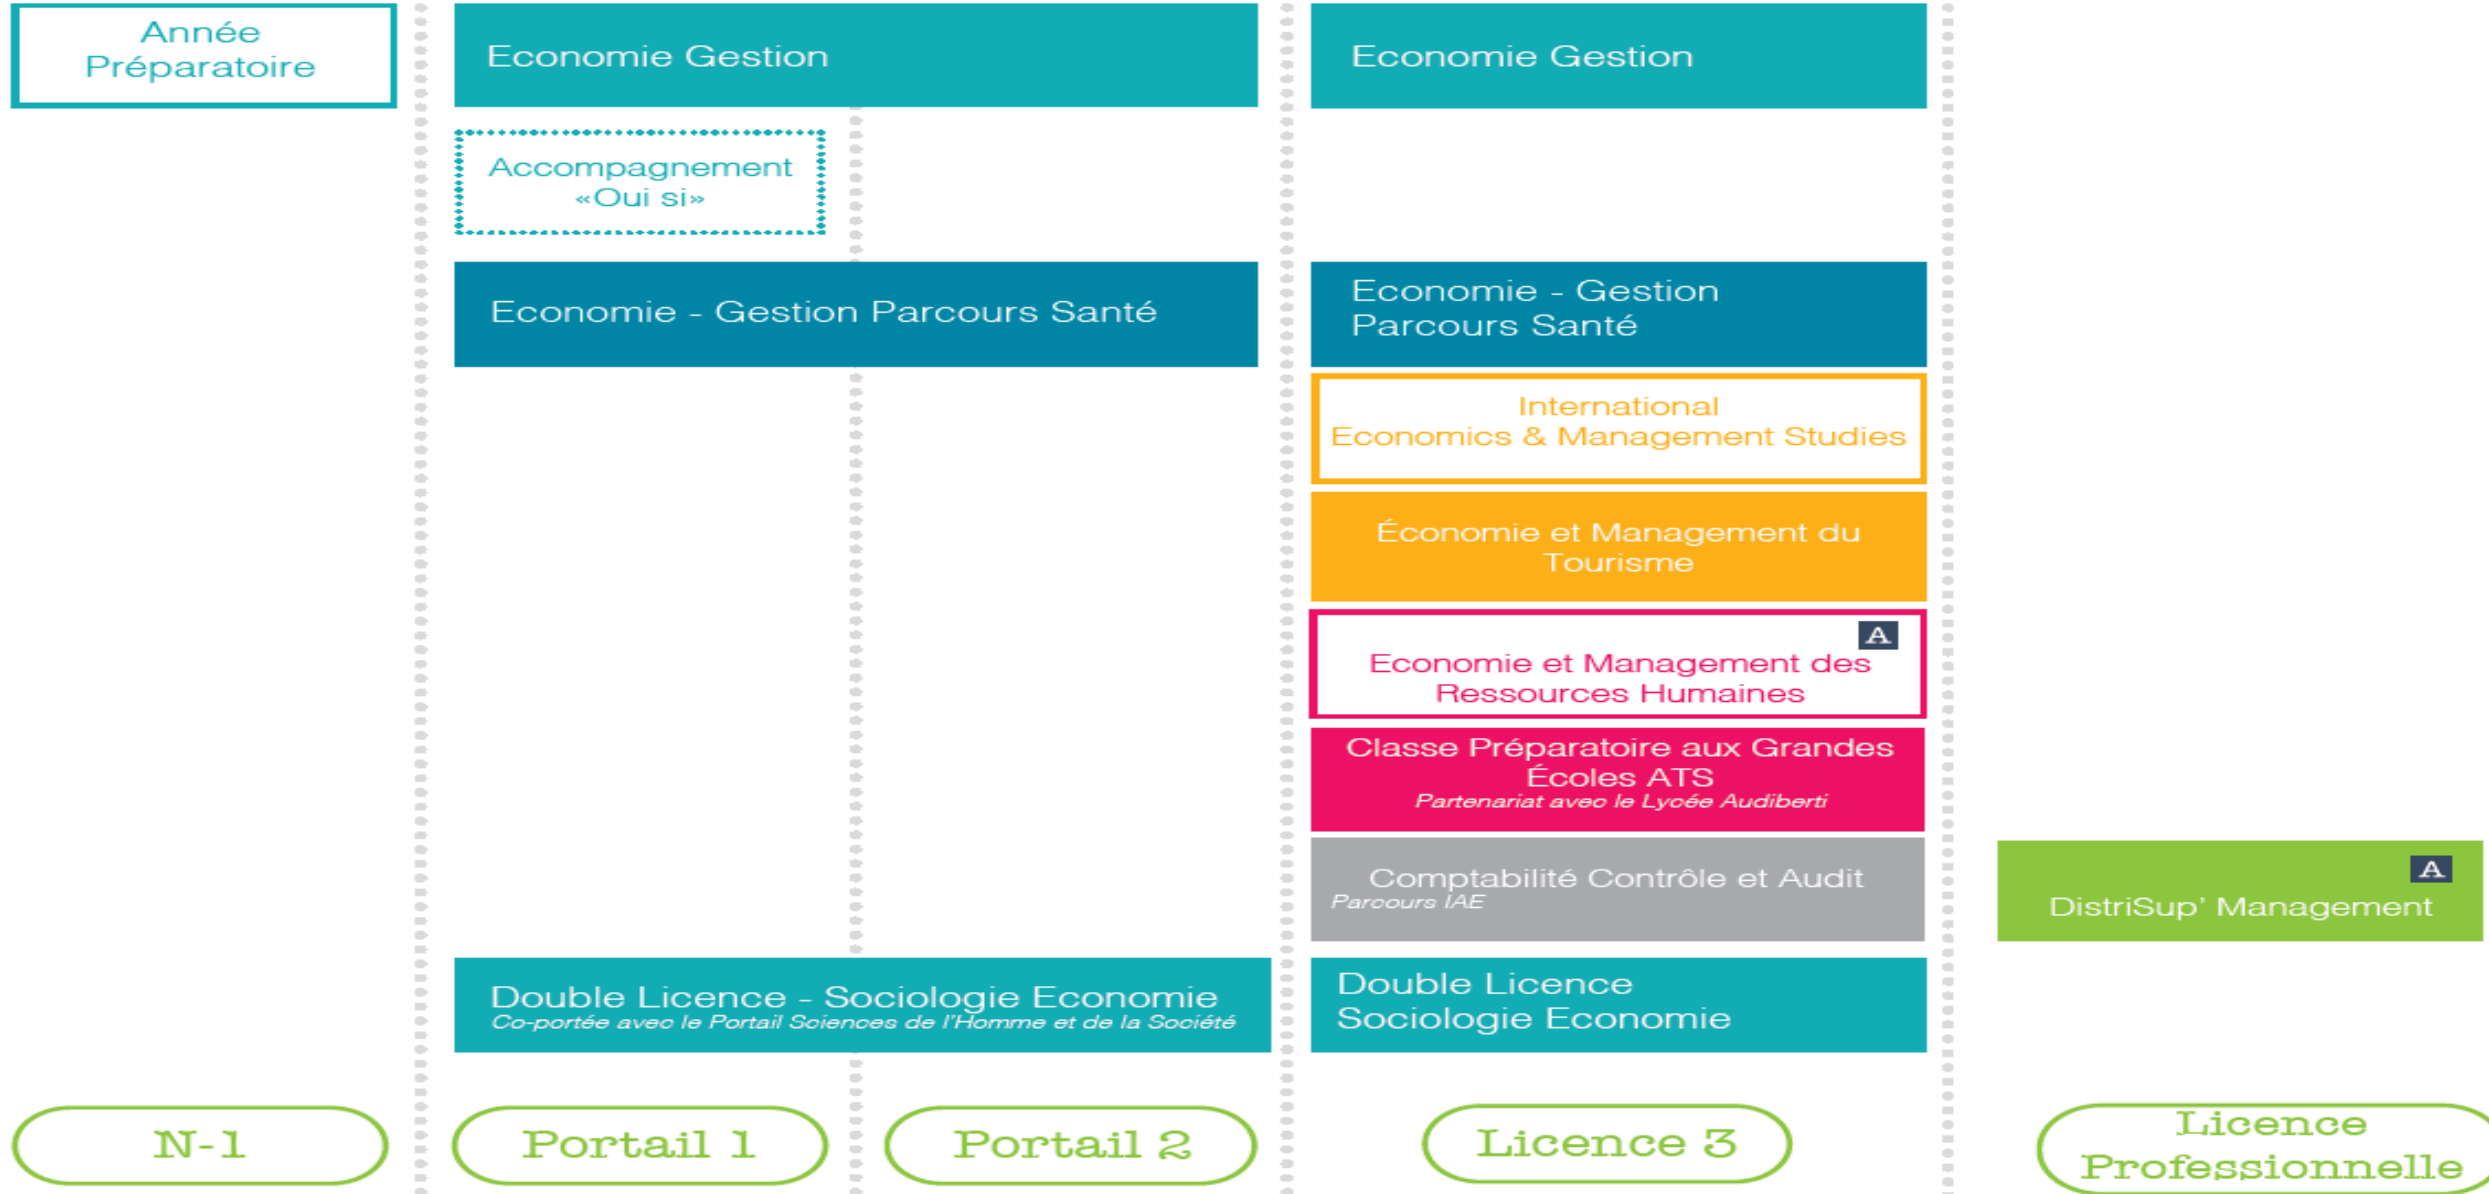 Année
Préparatoire
Economie Gestion
Economie Gestion
Accompagnement
«Oui si»
Economie - Gestion Parcours Santé
Economie - Gestion
Parcours Santé
International
Economics & Management Studies
Économie et Management du
Tourisme
A
Economie et Management des
Ressources Humaines
Classe Préparatoire aux Grandes
Écoles ATS
Partenariat avec le Lycée Audiberti
Comptabilité Contrôle et Audit
Parcours IAE
A
DistriSup' Management
Double Licence - Sociologie Economie
Co-portée avec le Portail Sciences de l'Homme et de la Société
Double Licence
Sociologie Economie
N-1
Portail 1
Portail 2
Licence 3
Licence
Professionnelle